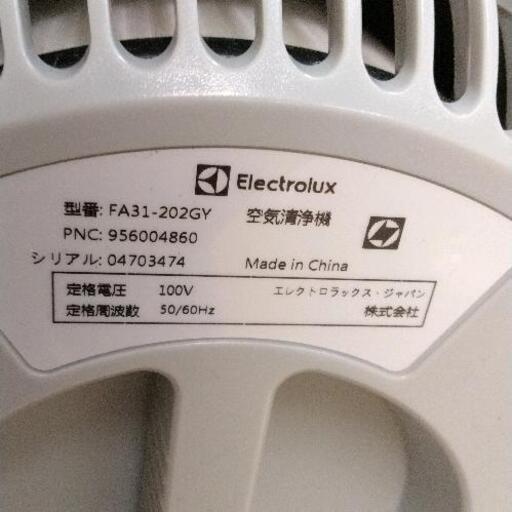 Electrolux
型番: FA31-202GY 空気清浄機
PNC: 956004860
シリアル: 04703474 Made in China
定格電圧 100V エレクトロラックス・ジャパン
定格周波数 50/60Hz 株式会社